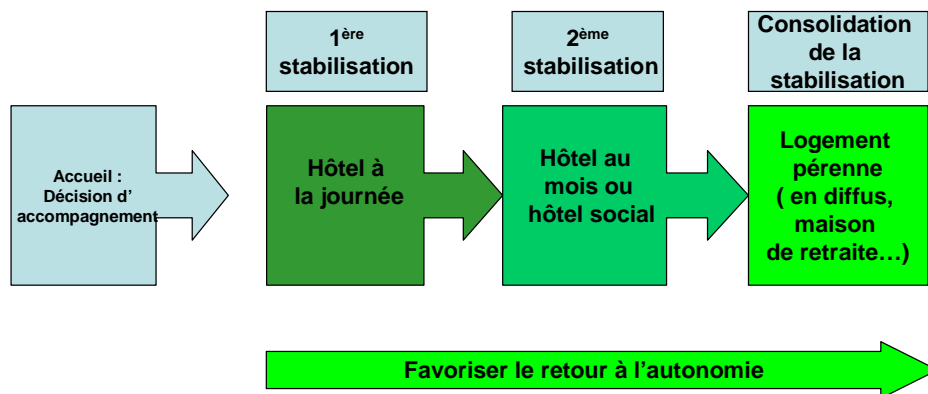 1ère
stabilisation
2ème
stabilisation
Consolidation
de la
stabilisation
Accueil :
Décision d’
accompagnement
Hôtel à
la journée
Hôtel au
mois ou
hôtel social
Logement
pérenne
( en diffus,
maison
de retraite…)
Favoriser le retour à l’autonomie